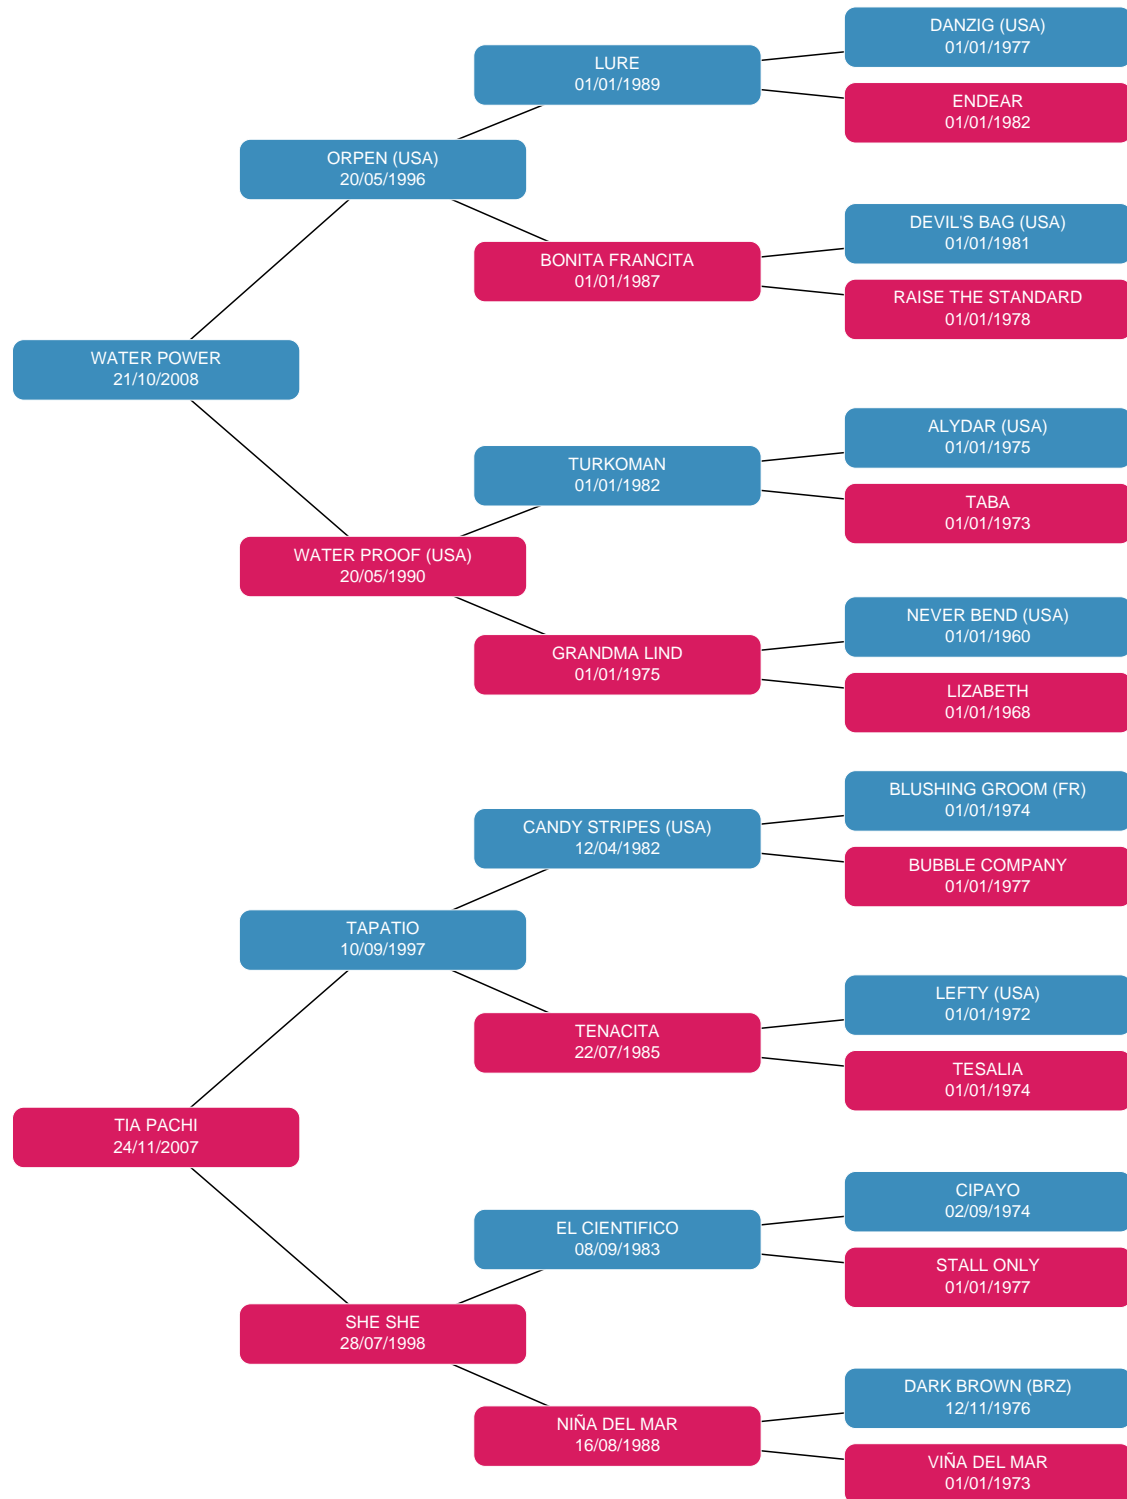 DANZIG (USA)
01/01/1977
LURE
01/01/1989
ENDEAR
01/01/1982
ORPEN (USA)
20/05/1996
DEVIL'S BAG (USA)
01/01/1981
BONITA FRANCITA
01/01/1987
RAISE THE STANDARD
01/01/1978
WATER POWER
21/10/2008
ALYDAR (USA)
01/01/1975
TURKOMAN
01/01/1982
TABA
01/01/1973
WATER PROOF (USA)
20/05/1990
NEVER BEND (USA)
01/01/1960
GRANDMA LIND
01/01/1975
LIZABETH
01/01/1968
BLUSHING GROOM (FR)
01/01/1974
CANDY STRIPES (USA)
12/04/1982
BUBBLE COMPANY
01/01/1977
TAPATIO
10/09/1997
LEFTY (USA)
01/01/1972
TENACITA
22/07/1985
TESALIA
01/01/1974
TIA PACHI
24/11/2007
CIPAYO
02/09/1974
EL CIENTIFICO
08/09/1983
STALL ONLY
01/01/1977
SHE SHE
28/07/1998
DARK BROWN (BRZ)
12/11/1976
NIÑA DEL MAR
16/08/1988
VIÑA DEL MAR
01/01/1973